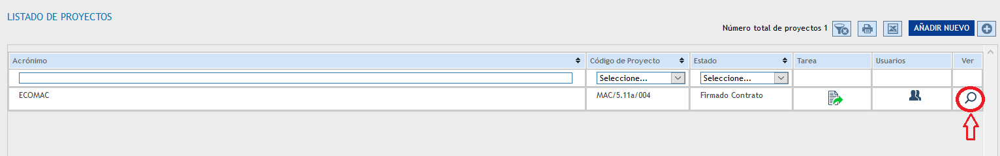 LISTADO DE PROYECTOS
Número total de proyectos 1 AÑADIR NUEVO
Acrónimo Código de Proyecto Estado Tarea Usuarios Ver
Seleccione... Seleccione...
ECOMAC MAC/5.11a/004 Firmado Contrato